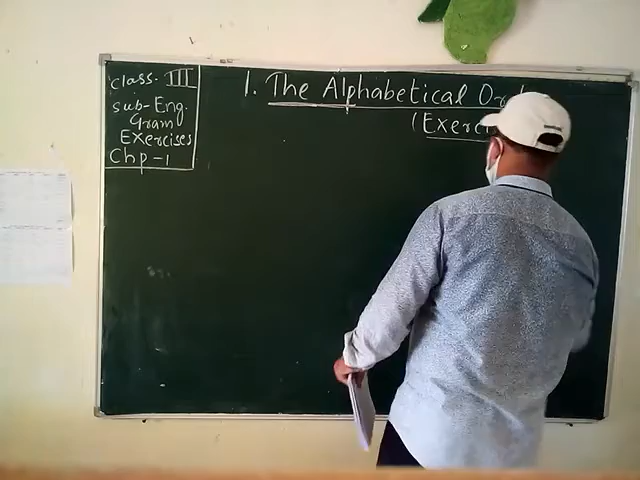 class. III
sub- Eng.
Gram
Exercises
Chp-1
1. The Alphabetical